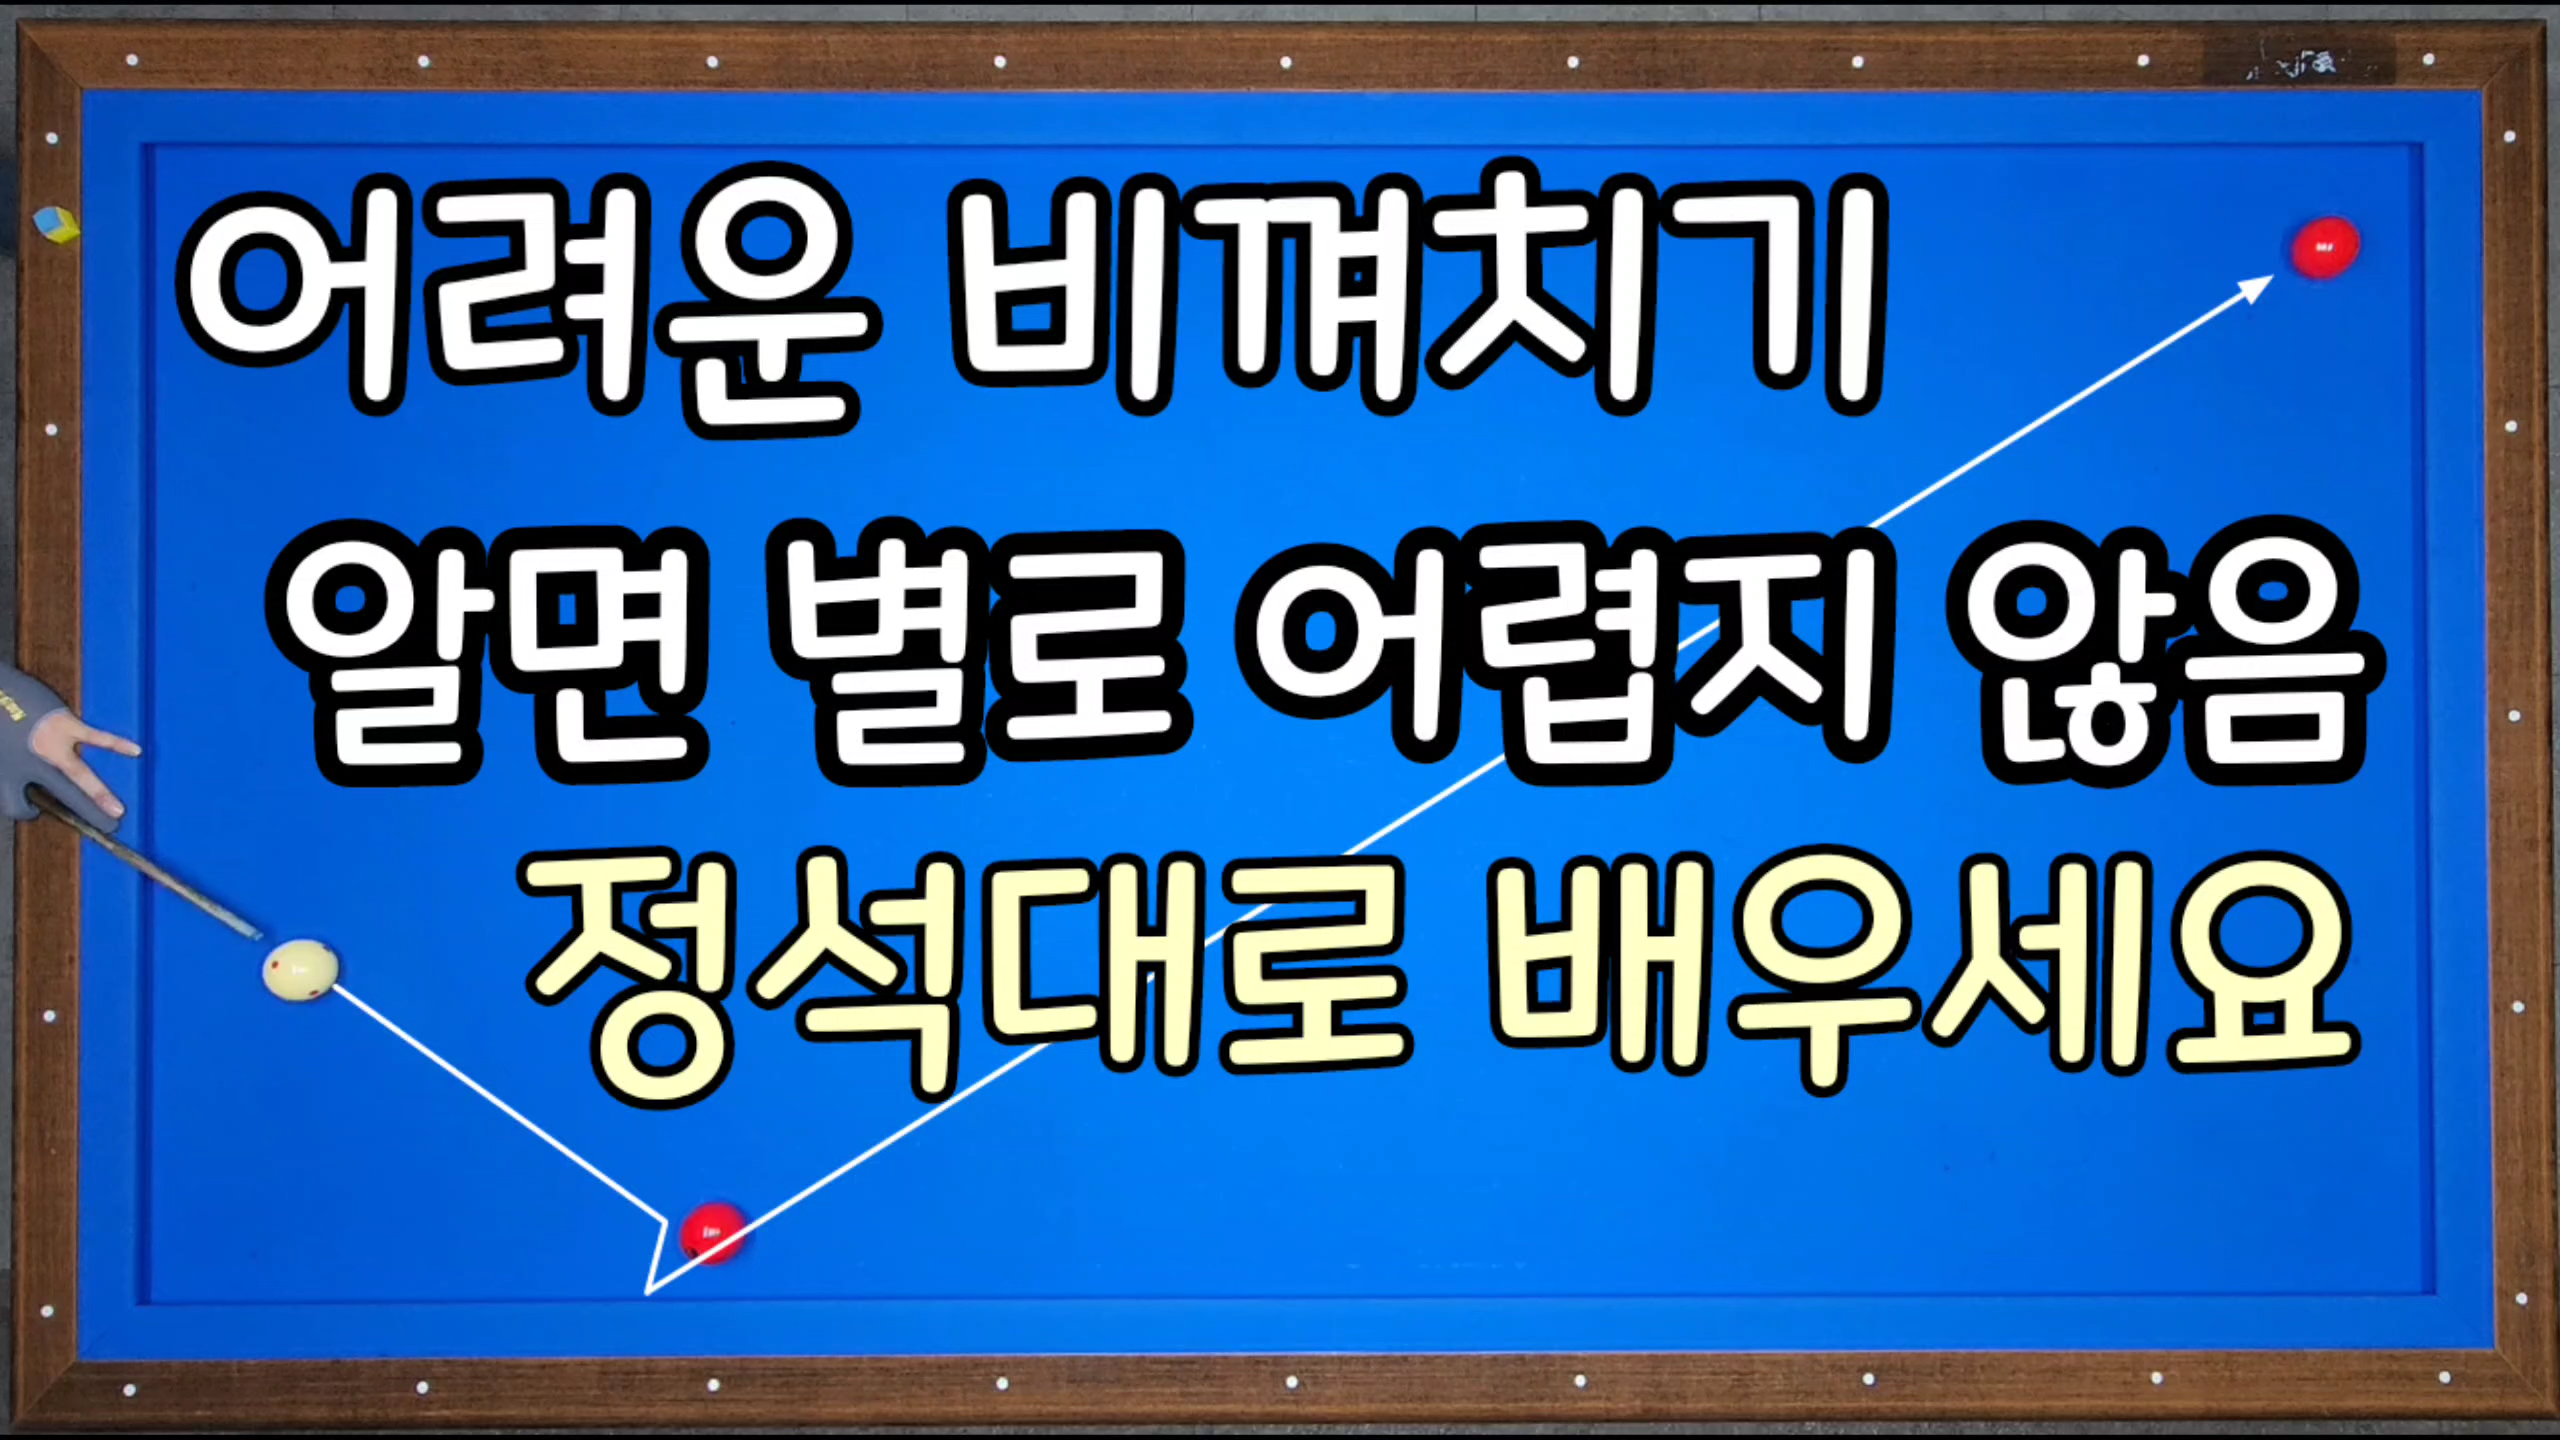 어려운 비껴치기
알면 별로 어렵지 않음
정석대로 배우세요